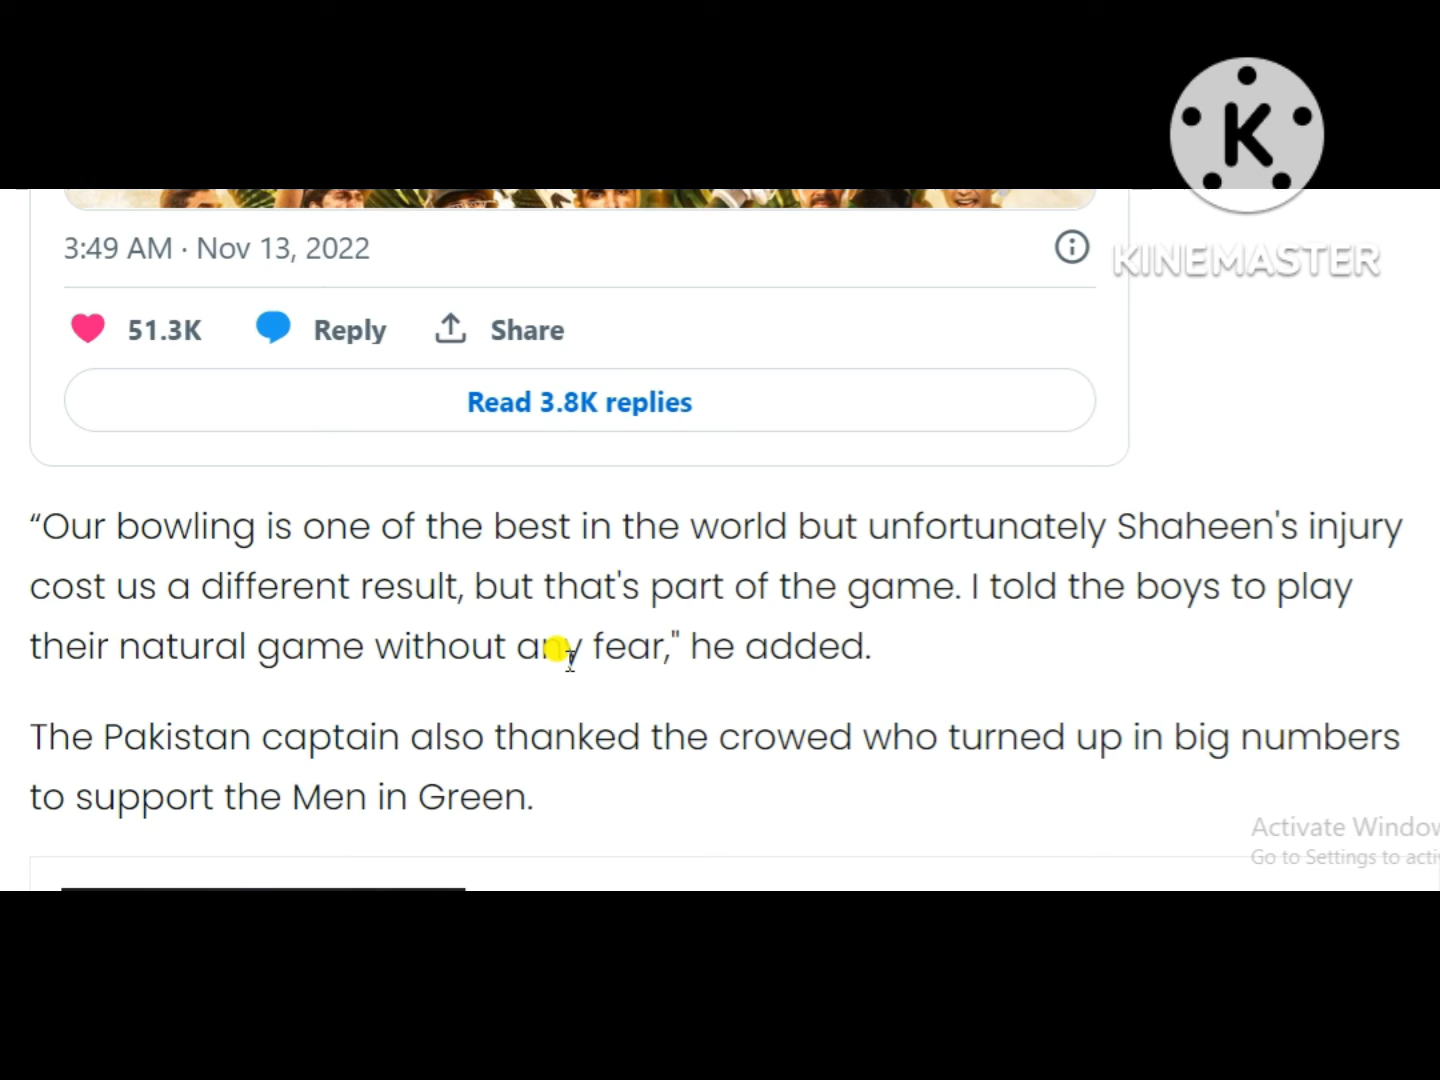 K
KINEMASTER
3:49 AM · Nov 13, 2022
51.3K Reply Share
Read 3.8K replies
“Our bowling is one of the best in the world but unfortunately Shaheen's injury
cost us a different result, but that's part of the game. I told the boys to play
their natural game without any fear," he added.
The Pakistan captain also thanked the crowed who turned up in big numbers
to support the Men in Green.
Activate Window
Go to Settings to acti